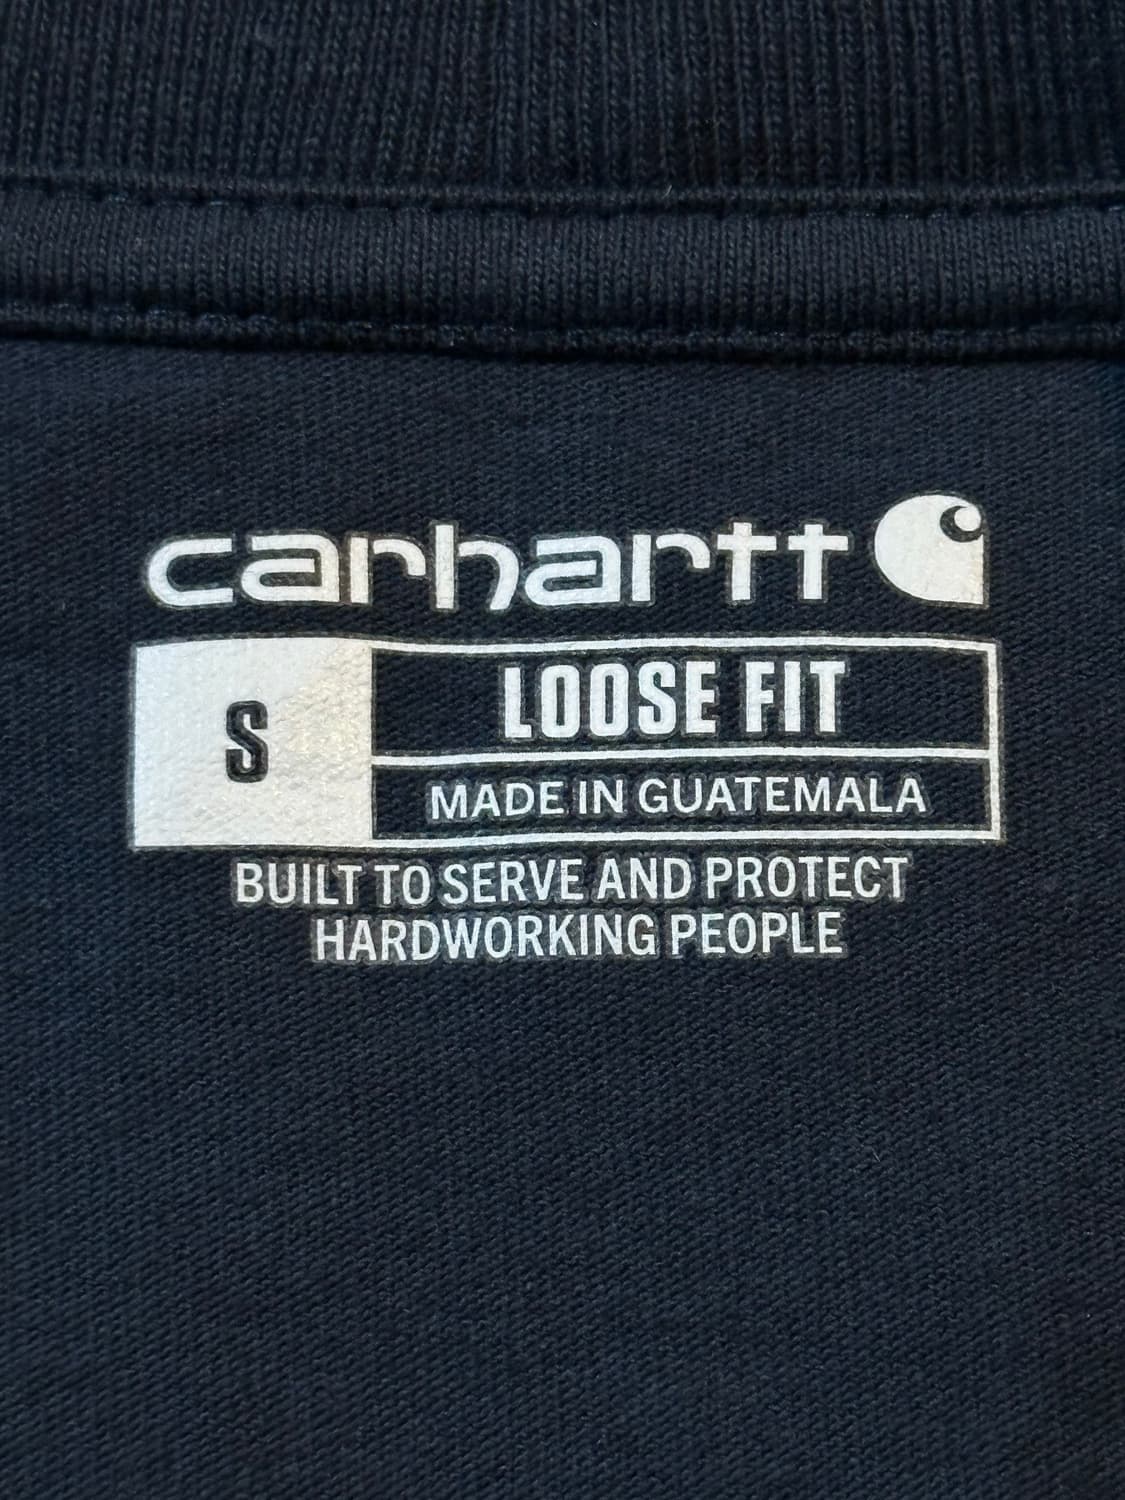 carhartt
S
LOOSE FIT
MADE IN GUATEMALA
BUILT TO SERVE AND PROTECT
HARDWORKING PEOPLE